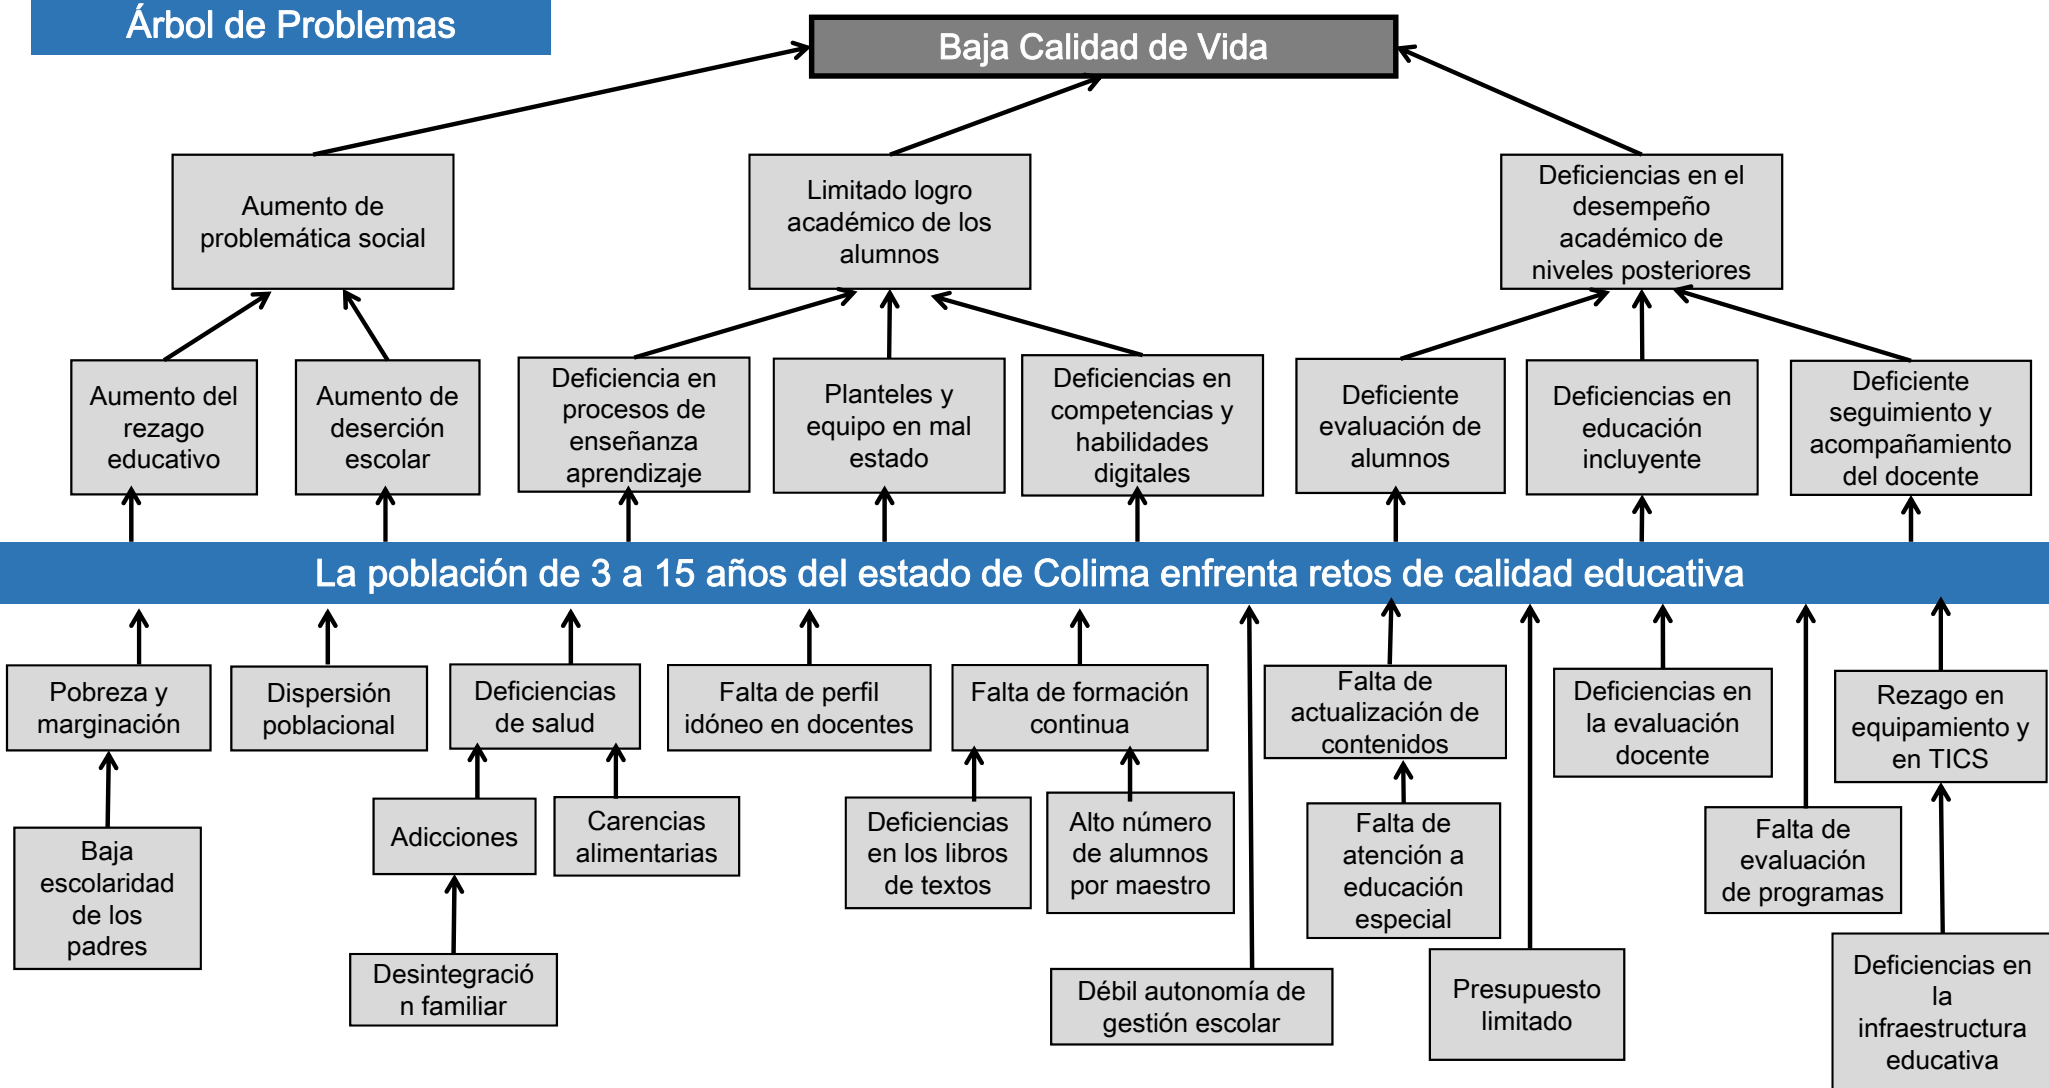 Árbol de Problemas
Baja Calidad de Vida
Aumento de
problemática social
Limitado logro
académico de los
alumnos
Deficiencias en el
desempeño
académico de
niveles posteriores
Aumento del
rezago
educativo
Aumento de
deserción
escolar
Deficiencia en
procesos de
enseñanza
aprendizaje
Planteles y
equipo en mal
estado
Deficiencias en
competencias y
habilidades
digitales
Deficiente
evaluación de
alumnos
Deficiencias en
educación
incluyente
Deficiente
seguimiento y
acompañamiento
del docente
La población de 3 a 15 años del estado de Colima enfrenta retos de calidad educativa
Pobreza y
marginación
Dispersión
poblacional
Deficiencias
de salud
Falta de perfil
idóneo en docentes
Falta de formación
continua
Falta de
actualización de
contenidos
Deficiencias en
la evaluación
docente
Rezago en
equipamiento y
en TICS
Baja
escolaridad
de los
padres
Adicciones
Carencias
alimentarias
Deficiencias
en los libros
de textos
Alto número
de alumnos
por maestro
Falta de
atención a
educación
especial
Falta de
evaluación
de programas
Desintegració
n familiar
Débil autonomía de
gestión escolar
Presupuesto
limitado
Deficiencias en
la
infraestructura
educativa